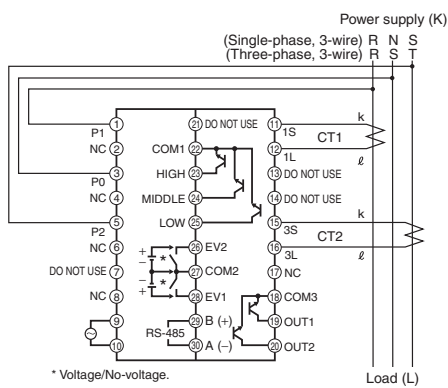 Power supply (K)
(Single-phase, 3-wire) R N S
(Three-phase, 3-wire) R S T
1 P1
NC 2
3 P0
NC 4
5 P2
NC 6
DO NOT USE 7
NC 8
9
10
21 DO NOT USE
COM1 22
HIGH 23
MIDDLE 24
LOW 25
26 EV2
27 COM2
28 EV1
+ − * − + *
RS-485
29 B (+)
30 A (−)
11 1S
12 1L
k CT1 ℓ
DO NOT USE 13
DO NOT USE 14
15 3S
16 3L
k CT2 ℓ
17 NC
18 COM3
19 OUT1
20 OUT2
* Voltage/No-voltage.
Load (L)